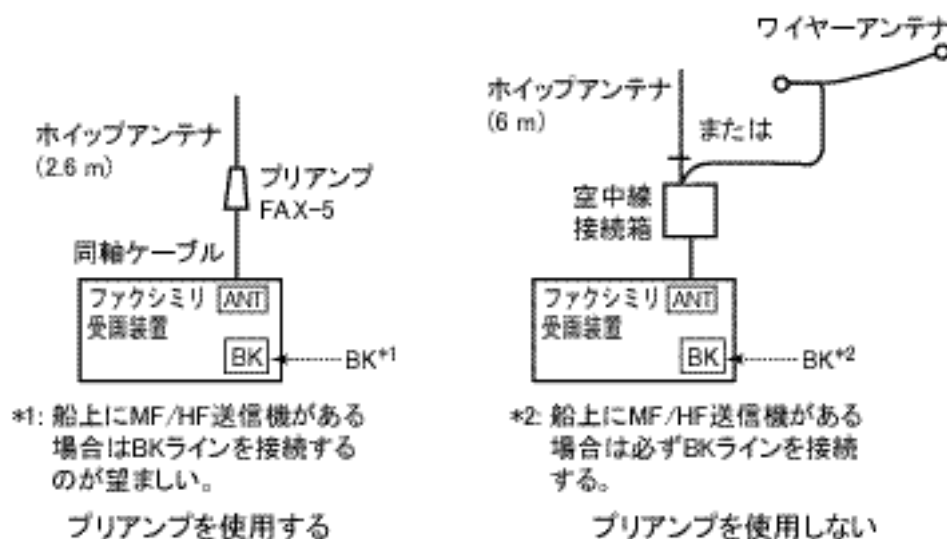 ホイップアンテナ
(2.6 m)
プリアンプ
FAX-5
同軸ケーブル
ファクシミリ
受画装置
ANT
BK
BK*1
*1: 船上にMF/HF送信機がある
場合はBKラインを接続する
のが望ましい。
プリアンプを使用する
ワイヤーアンテナ
ホイップアンテナ
(6 m)
または
空中線
接続箱
ファクシミリ
受画装置
ANT
BK
BK*2
*2: 船上にMF/HF送信機がある
場合は必ずBKラインを接続
する。
プリアンプを使用しない